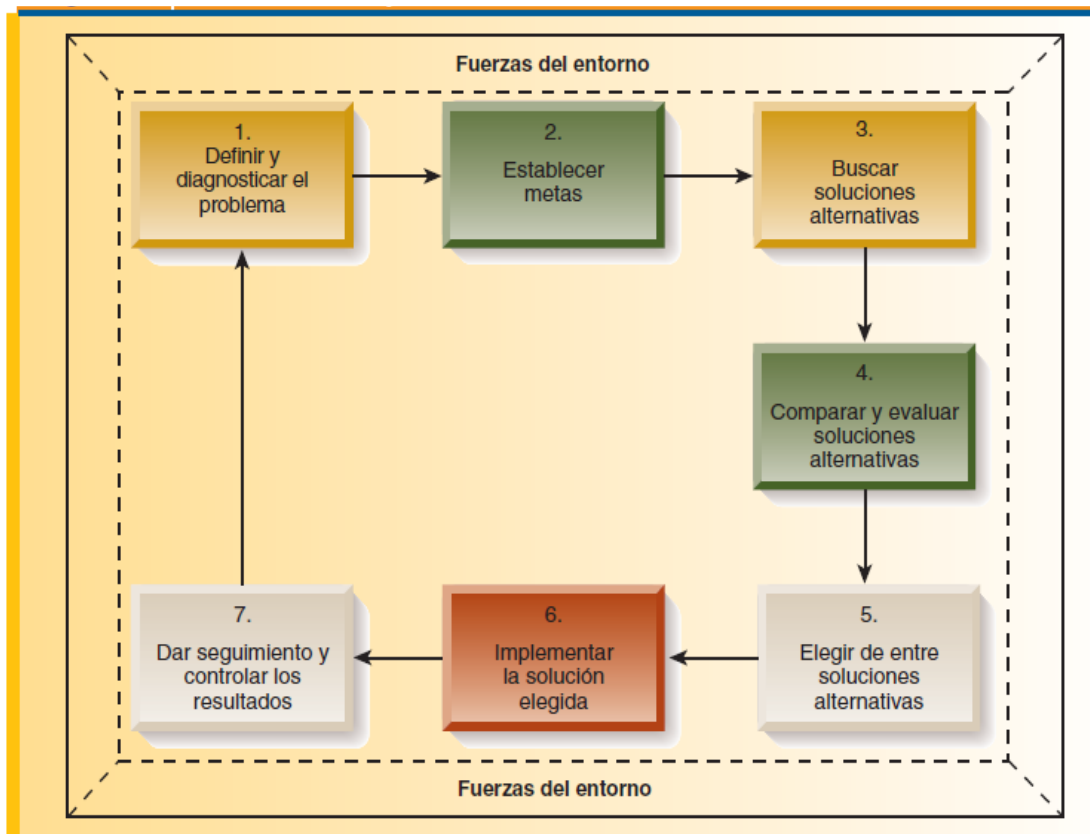 Fuerzas del entorno
1.
Definir y
diagnosticar el
problema
2.
Establecer
metas
3.
Buscar
soluciones
alternativas
4.
Comparar y evaluar
soluciones
alternativas
5.
Elegir de entre
soluciones
alternativas
6.
Implementar
la solución
elegida
7.
Dar seguimiento y
controlar los
resultados
Fuerzas del entorno